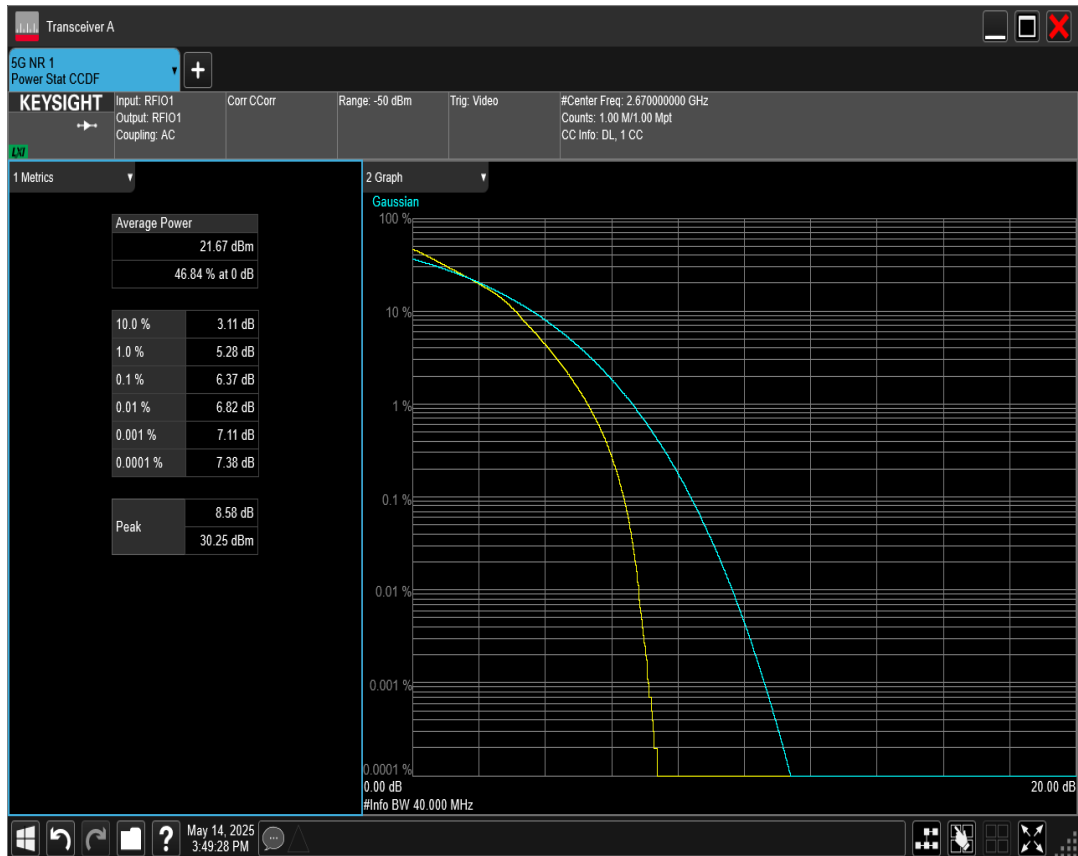 Transceiver A
5G NR 1
Power Stat CCDF
KEYSIGHT
LXI
Input: RFIO1
Output: RFIO1
Coupling: AC
Corr CCorr
Range: -50 dBm
Trig: Video
#Center Freq: 2.670000000 GHz
Counts: 1.00 M/1.00 Mpt
CC Info: DL, 1 CC
1 Metrics
Average Power
21.67 dBm
46.84 % at 0 dB
10.0 % 3.11 dB
1.0 % 5.28 dB
0.1 % 6.37 dB
0.01 % 6.82 dB
0.001 % 7.11 dB
0.0001 % 7.38 dB
Peak
8.58 dB
30.25 dBm
2 Graph
Gaussian
100 %
10 %
1 %
0.1 %
0.01 %
0.001 %
0.0001 %
0.00 dB 20.00 dB
#Info BW 40.000 MHz
May 14, 2025
3:49:28 PM